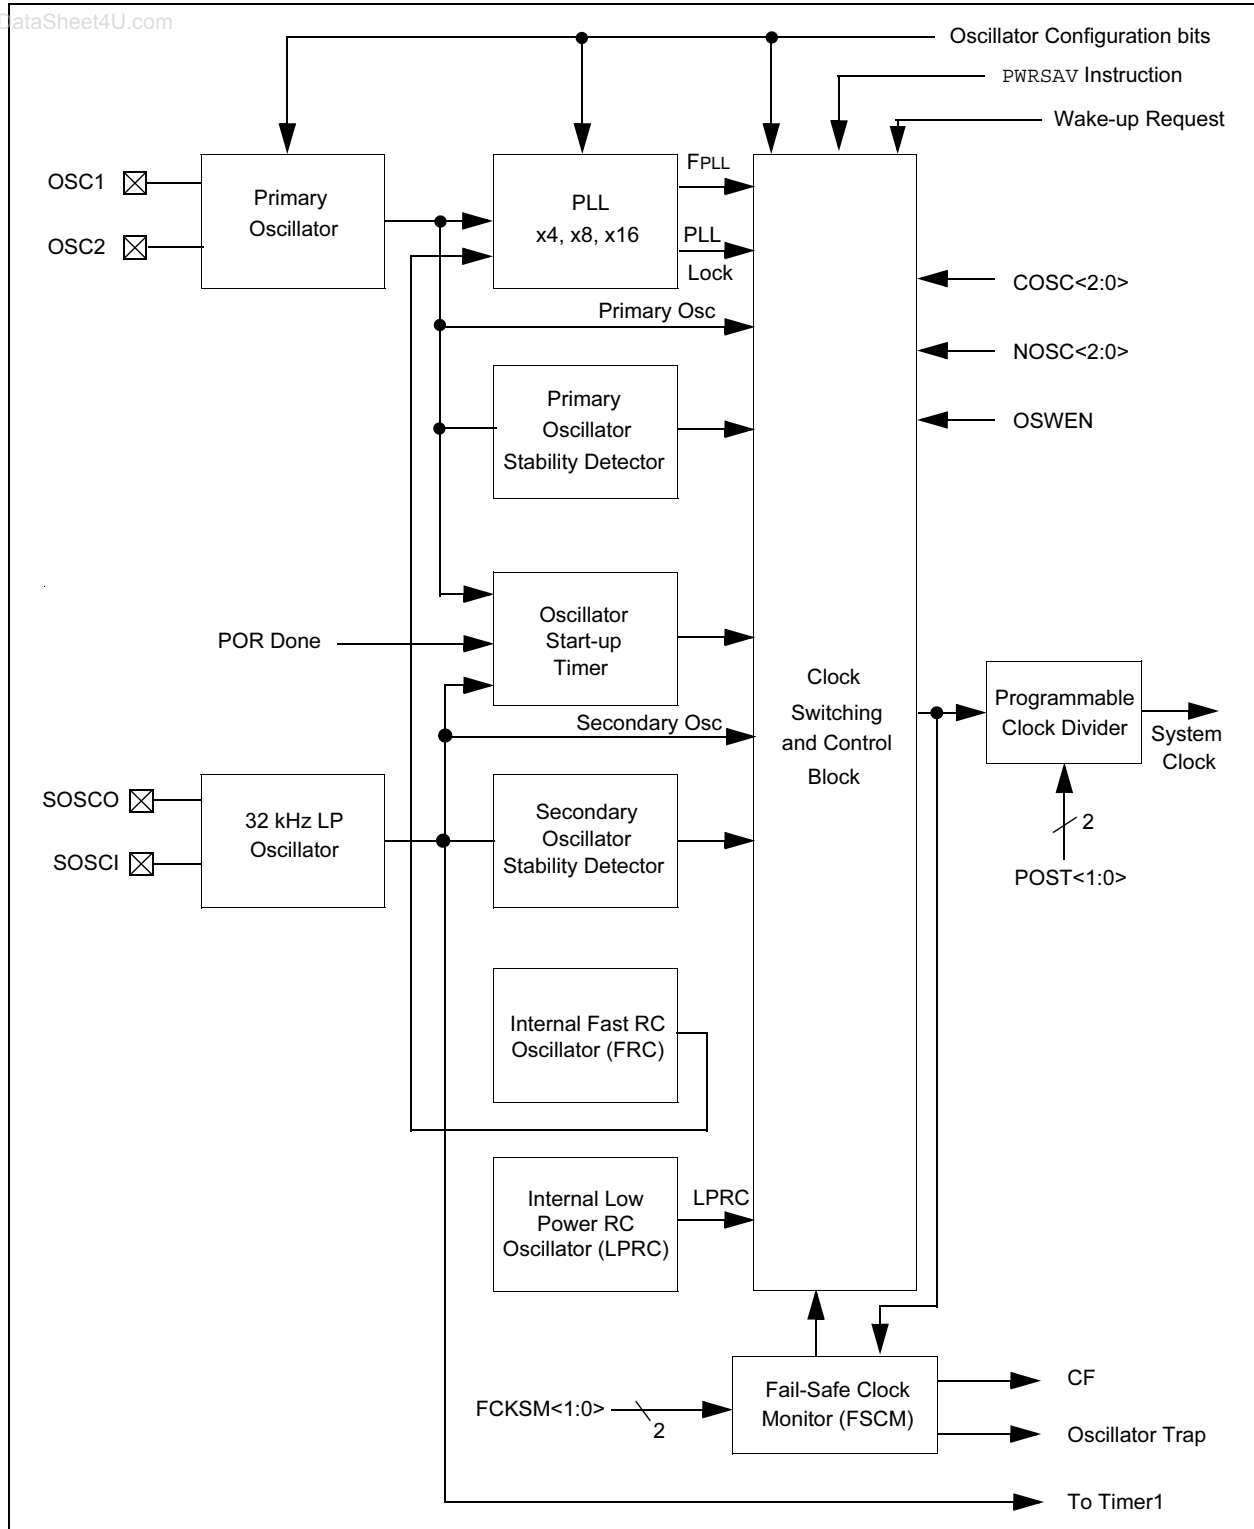 DataSheet4U.com
Oscillator Configuration bits
PWRSAV Instruction
Wake-up Request
OSC1
OSC2
Primary
Oscillator
PLL
x4, x8, x16
FPLL
PLL
Lock
Primary Osc
COSC<2:0>
NOSC<2:0>
OSWEN
Primary
Oscillator
Stability Detector
POR Done
Oscillator
Start-up
Timer
Secondary Osc
Clock
Switching
and Control
Block
Programmable
Clock Divider
System
Clock
2
POST<1:0>
SOSCO
SOSCI
32 kHz LP
Oscillator
Secondary
Oscillator
Stability Detector
Internal Fast RC
Oscillator (FRC)
Internal Low
Power RC
Oscillator (LPRC)
LPRC
FCKSM<1:0>
2
Fail-Safe Clock
Monitor (FSCM)
CF
Oscillator Trap
To Timer1